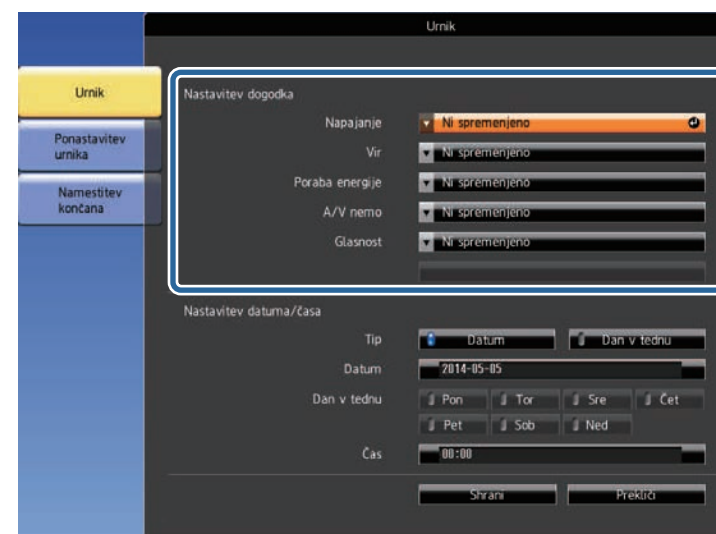 Urnik
Urnik
Ponastavitev
urnika
Namestitev
končana
Nastavitev dogodka
Napajanje Ni spremenjeno
Vir Ni spremenjeno
Poraba energije Ni spremenjeno
A/V nemo Ni spremenjeno
Glasnost Ni spremenjeno
Nastavitev datuma/časa
Tip Datum Dan v tednu
Datum 2014-05-05
Dan v tednu Pon Tor Sre Čet
Pet Sob Ned
Čas 00:00
Shrani Prekliči